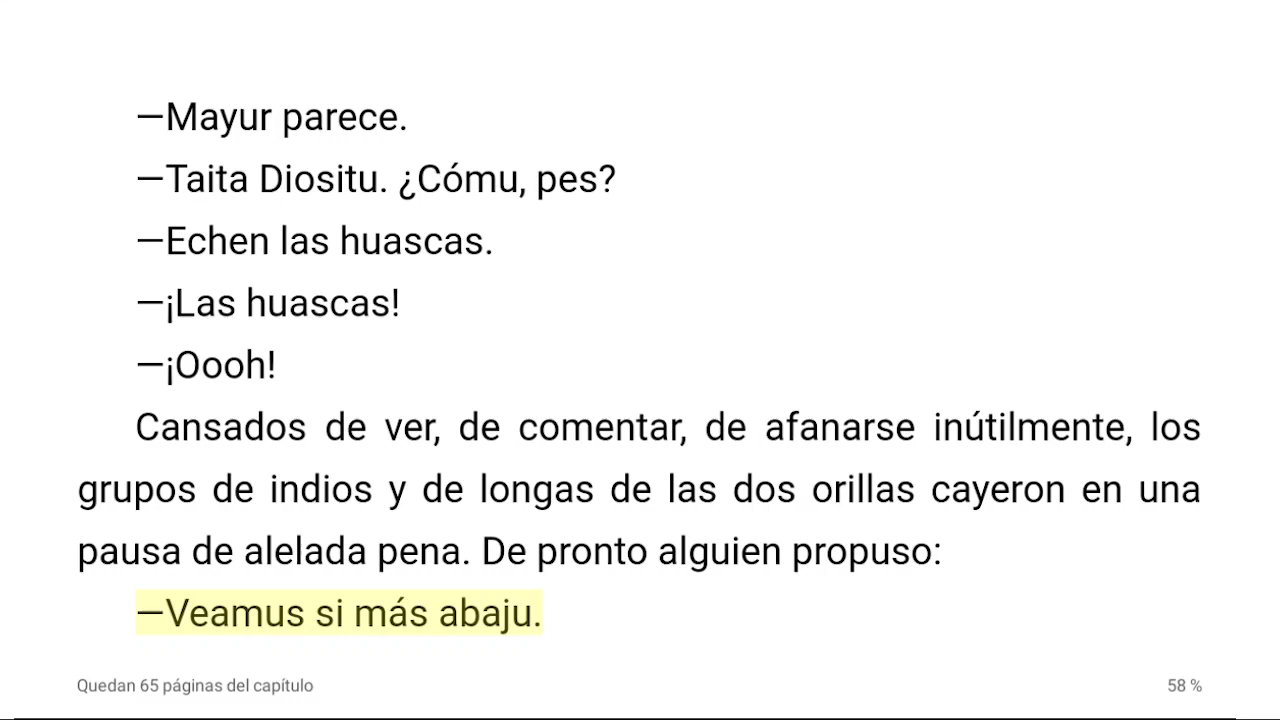 —Mayur parece.
—Taita Diositu. ¿Cómu, pes?
—Echen las huascas.
—¡Las huascas!
—¡Oooh!
Cansados de ver, de comentar, de afanarse inútilmente, los
grupos de indios y de longas de las dos orillas cayeron en una
pausa de alelada pena. De pronto alguien propuso:
—Veamus si más abaju.
Quedan 65 páginas del capítulo
58 %